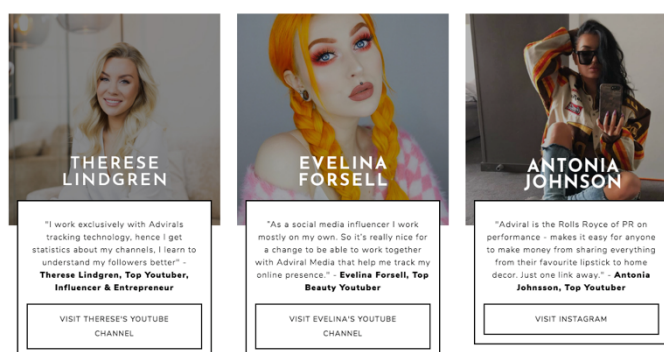 THERESE
LINDGREN
"I work exclusively with Advirals
tracking technology, hence I get
statistics about my channels, I learn to
understand my followers better" -
Therese Lindgren, Top Youtuber,
Influencer & Entrepreneur
VISIT THERESE'S YOUTUBE
CHANNEL
EVELINA
FORSELL
"As a social media influencer I work
mostly on my own. So it's really nice for
a change to be able to work together
with Adviral Media that help me track my
online presence." - Evelina Forsell, Top
Beauty Youtuber
VISIT EVELINA'S YOUTUBE
CHANNEL
ANTONIA
JOHNSON
"Adviral is the Rolls Royce of PR on
performance - makes it easy for anyone
to make money from sharing everything
from their favourite lipstick to home
decor. Just one link away." - Antonia
Johnsson, Top Youtuber
VISIT INSTAGRAM